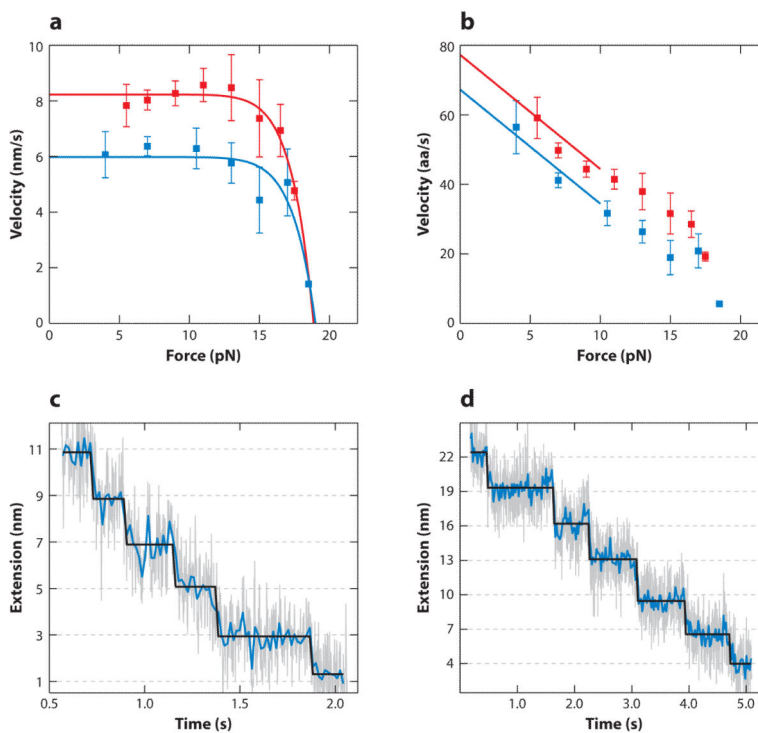 a
10
8
6
4
2
0
0 5 10 15 20
Velocity (nm/s)
Force (pN)
b
80
60
40
20
0
0 5 10 15 20
Velocity (aa/s)
Force (pN)
c
11
9
7
5
3
1
0.5 1.0 1.5 2.0
Extension (nm)
Time (s)
d
22
19
16
13
10
7
4
1.0 2.0 3.0 4.0 5.0
Extension (nm)
Time (s)